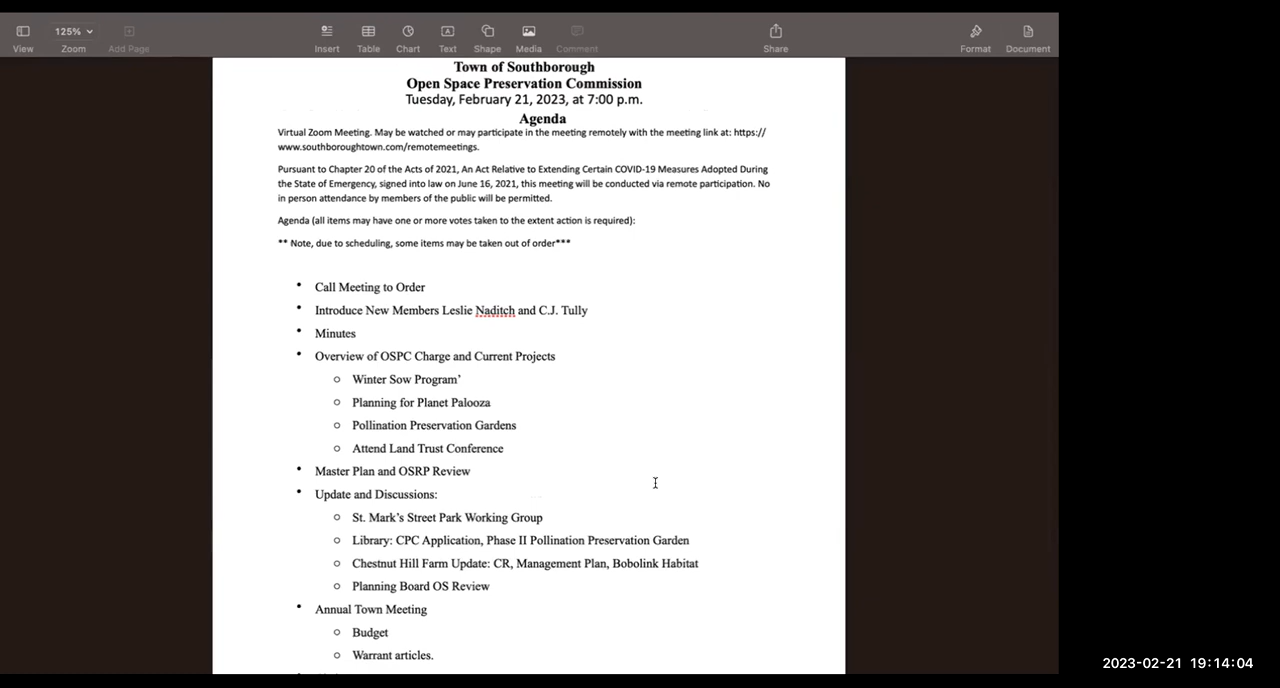 125%
View Zoom Add Page Insert Table Chart Text Shape Media Comment Share Format Document
Town of Southborough
Open Space Preservation Commission
Tuesday, February 21, 2023, at 7:00 p.m.
Agenda
Virtual Zoom Meeting. May be watched or may participate in the meeting remotely with the meeting link at: https://
www.southboroughtown.com/remotemeetings.
Pursuant to Chapter 20 of the Acts of 2021, An Act Relative to Extending Certain COVID-19 Measures Adopted During
the State of Emergency, signed into law on June 16, 2021, this meeting will be conducted via remote participation. No
in person attendance by members of the public will be permitted.
Agenda (all items may have one or more votes taken to the extent action is required):
** Note, due to scheduling, some items may be taken out of order***
• Call Meeting to Order
• Introduce New Members Leslie Naditch and C.J. Tully
• Minutes
• Overview of OSPC Charge and Current Projects
o Winter Sow Program’
o Planning for Planet Palooza
o Pollination Preservation Gardens
o Attend Land Trust Conference
• Master Plan and OSRP Review
• Update and Discussions:
o St. Mark’s Street Park Working Group
o Library: CPC Application, Phase II Pollination Preservation Garden
o Chestnut Hill Farm Update: CR, Management Plan, Bobolink Habitat
o Planning Board OS Review
• Annual Town Meeting
o Budget
o Warrant articles.
2023-02-21 19:14:04